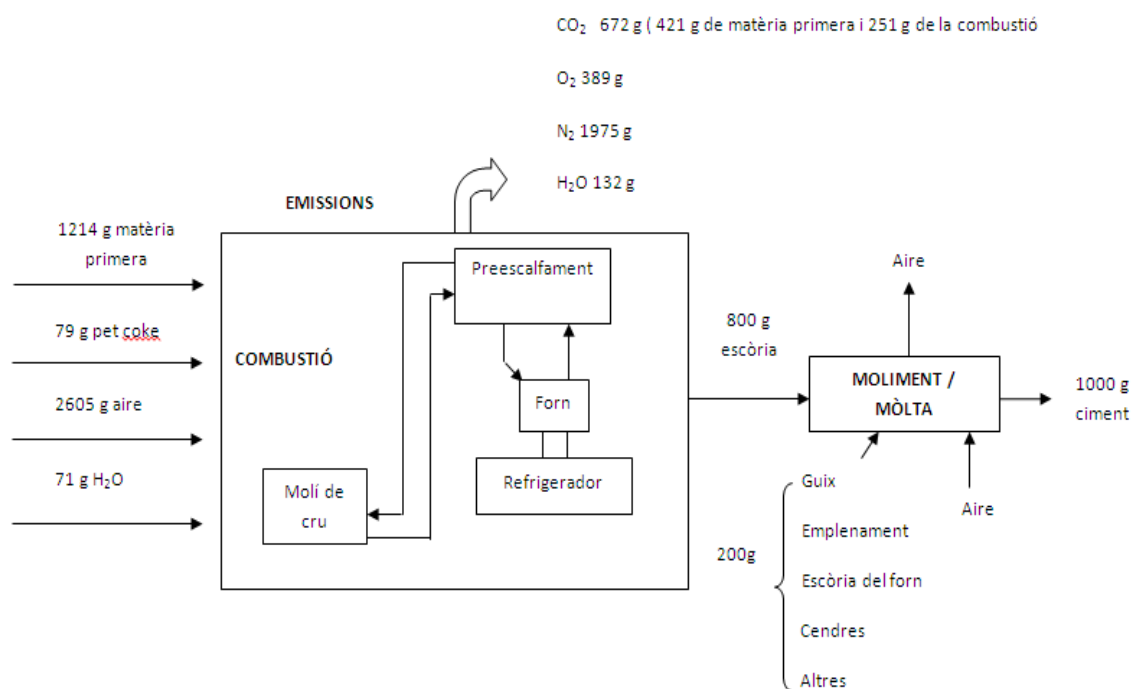 CO₂ 672 g ( 421 g de matèria primera i 251 g de la combustió
O₂ 389 g
N₂ 1975 g
H₂O 132 g
EMISSIONS
1214 g matèria
primera
79 g pet coke
2605 g aire
71 g H₂O
COMBUSTIÓ
Preescalfament
Forn
Refrigerador
Molí de
cru
800 g
escòria
Aire
MOLIMENT /
MÒLTA
1000 g
ciment
Aire
200g
Guix
Emplenament
Escòria del forn
Cendres
Altres